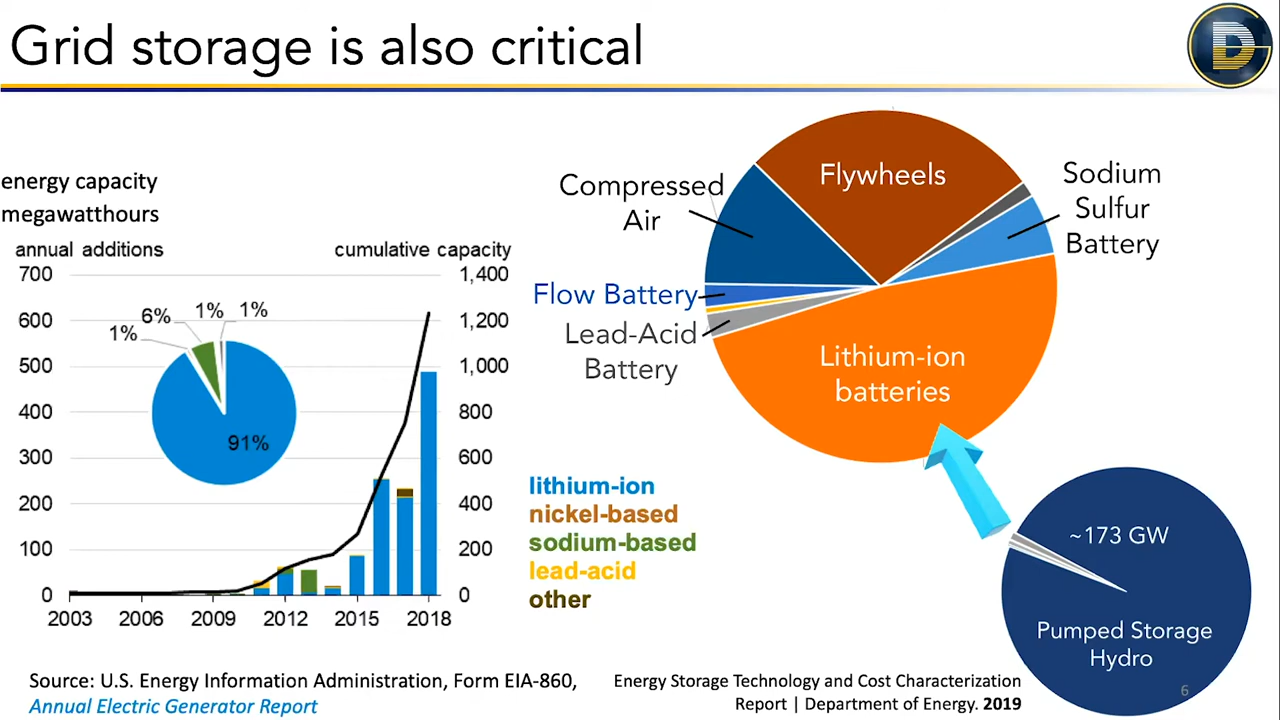 Grid storage is also critical
energy capacity
megawatthours
annual additions
cumulative capacity
700
600
500
400
300
200
100
0
1,400
1,200
1,000
800
600
400
200
0
2003
2006
2009
2012
2015
2018
1%
6%
1%
1%
91%
lithium-ion
nickel-based
sodium-based
lead-acid
other
Source: U.S. Energy Information Administration, Form EIA-860,
Annual Electric Generator Report
Compressed
Air
Flywheels
Sodium
Sulfur
Battery
Flow Battery
Lead-Acid
Battery
Lithium-ion
batteries
~173 GW
Pumped Storage
Hydro
Energy Storage Technology and Cost Characterization
Report | Department of Energy. 2019
6